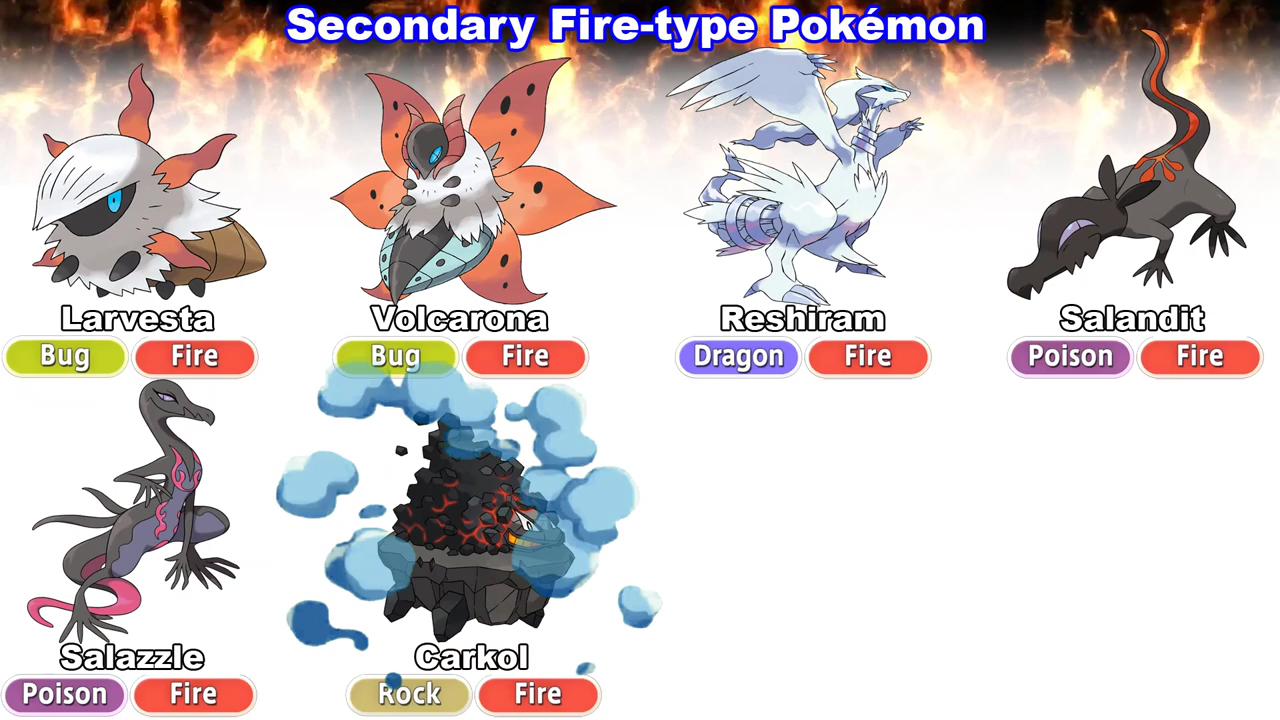 Secondary Fire-type Pokémon
Larvesta
Volcarona
Reshiram
Salandit
Bug Fire
Bug Fire
Dragon Fire
Poison Fire
Salazzle
Carkol
Poison Fire
Rock Fire